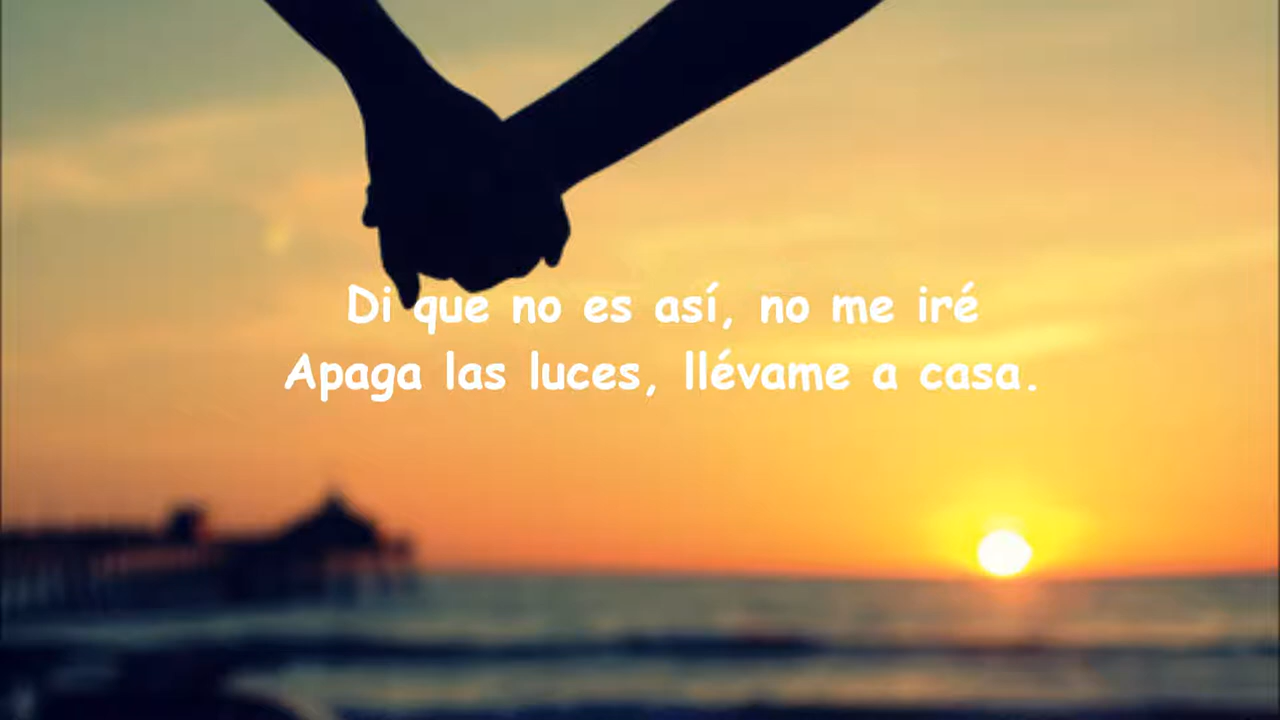 Di que no es así, no me iré
Apaga las luces, llévame a casa.